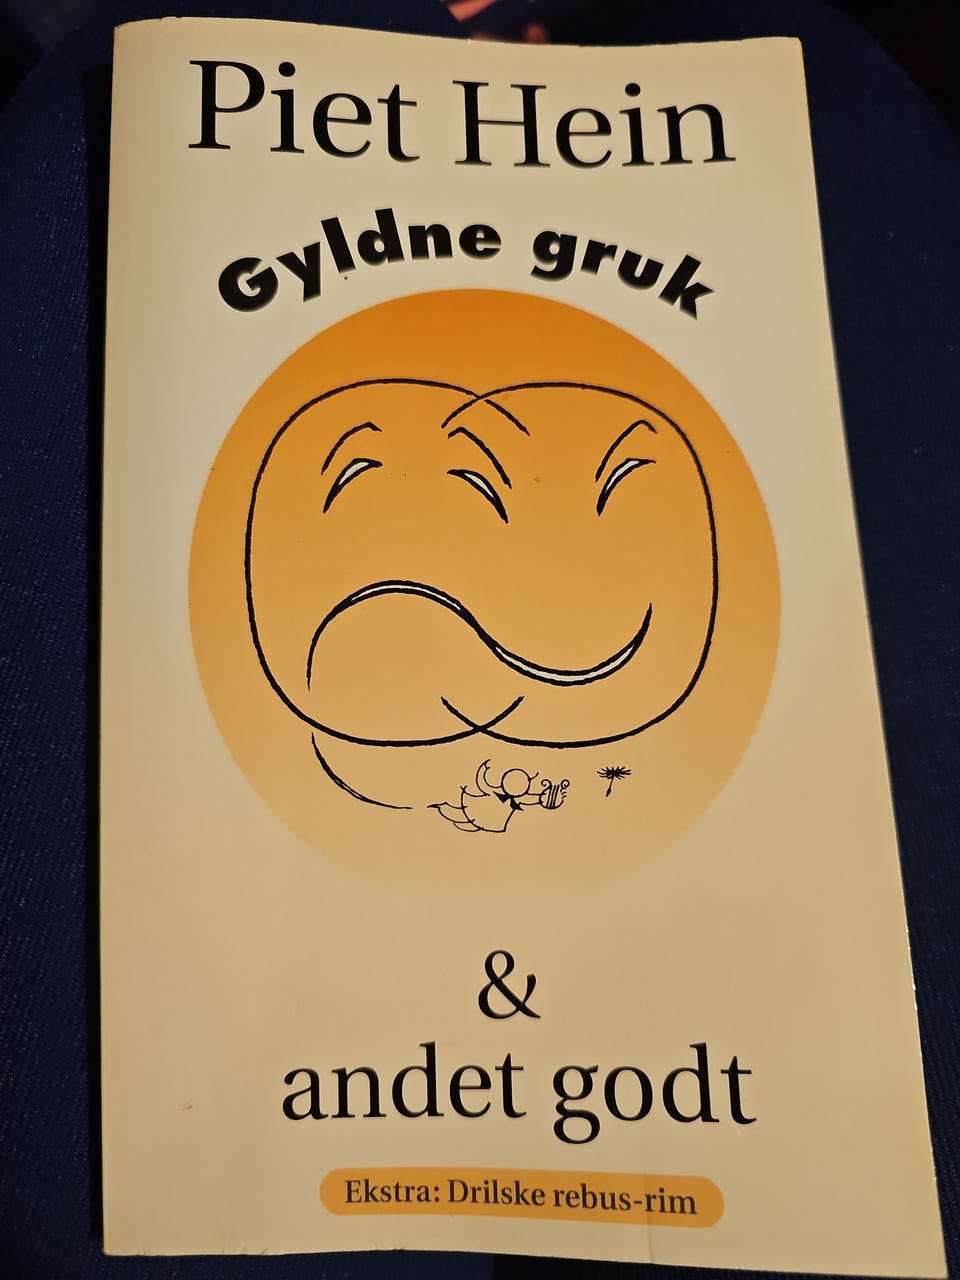 Piet Hein
Gyldne gruk
&
andet godt
Ekstra: Drilske rebus-rim